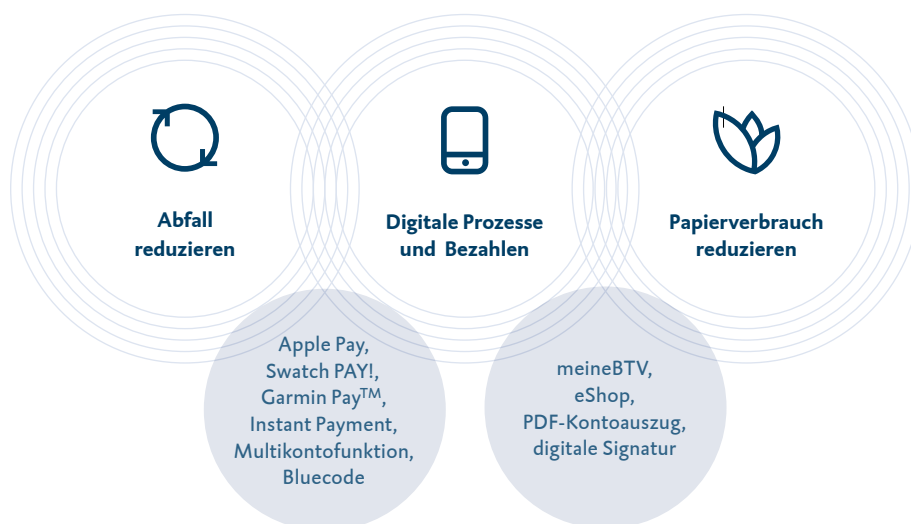 Abfall
reduzieren
Digitale Prozesse
und Bezahlen
Papierverbrauch
reduzieren
Apple Pay,
Swatch PAY!,
Garmin Pay™,
Instant Payment,
Multikontofunktion,
Bluecode
meineBTV,
eShop,
PDF-Kontoauszug,
digitale Signatur